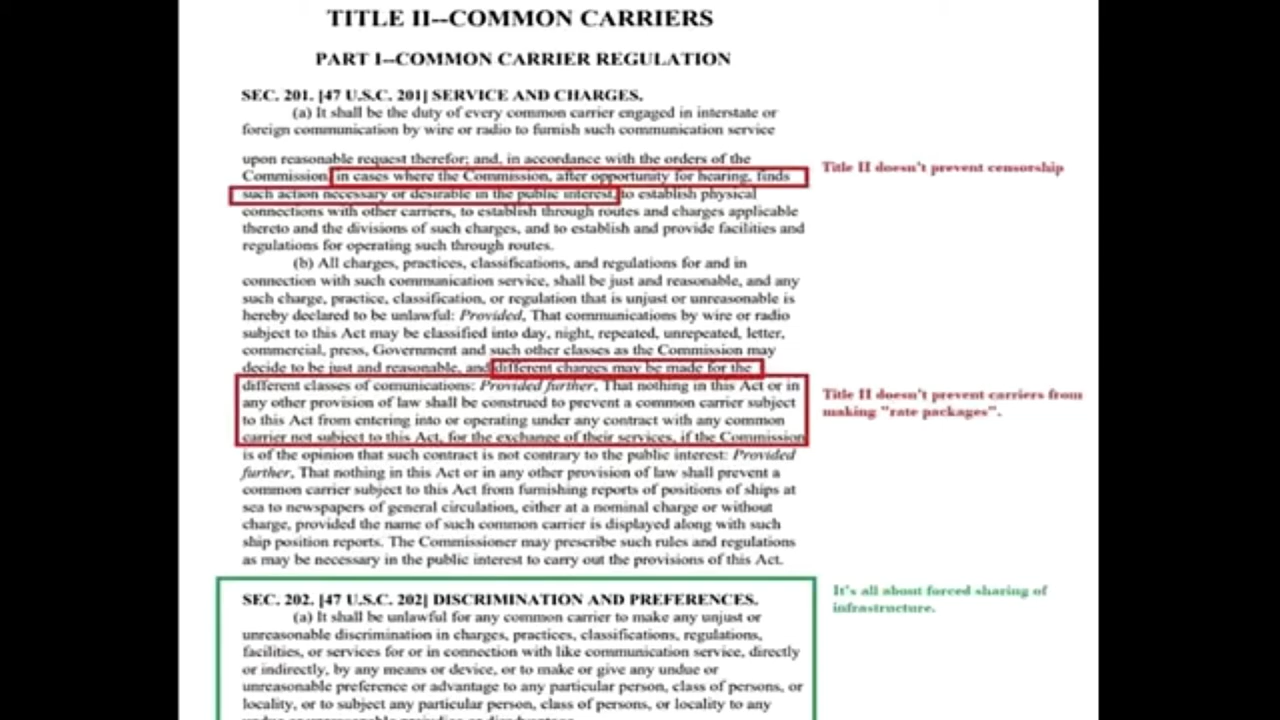 TITLE II--COMMON CARRIERS
PART I--COMMON CARRIER REGULATION
SEC. 201. [47 U.S.C. 201] SERVICE AND CHARGES.
(a) It shall be the duty of every common carrier engaged in interstate or
foreign communication by wire or radio to furnish such communication service
upon reasonable request therefor; and, in accordance with the orders of the
Commission, in cases where the Commission, after opportunity for hearing, finds
such action necessary or desirable in the public interest, to establish physical
connections with other carriers, to establish through routes and charges applicable
thereto and the divisions of such charges, and to establish and provide facilities and
regulations for operating such through routes.
(b) All charges, practices, classifications, and regulations for and in
connection with such communication service, shall be just and reasonable, and any
such charge, practice, classification, or regulation that is unjust or unreasonable is
hereby declared to be unlawful: Provided, That communications by wire or radio
subject to this Act may be classified into day, night, repeated, unrepeated, letter,
commercial, press, Government and such other classes as the Commission may
decide to be just and reasonable, and different charges may be made for the
different classes of comunications: Provided further, That nothing in this Act or in
any other provision of law shall be construed to prevent a common carrier subject
to this Act from entering into or operating under any contract with any common
carrier not subject to this Act, for the exchange of their services, if the Commission
is of the opinion that such contract is not contrary to the public interest: Provided
further, That nothing in this Act or in any other provision of law shall prevent a
common carrier subject to this Act from furnishing reports of positions of ships at
sea to newspapers of general circulation, either at a nominal charge or without
charge, provided the name of such common carrier is displayed along with such
ship position reports. The Commissioner may prescribe such rules and regulations
as may be necessary in the public interest to carry out the provisions of this Act.
SEC. 202. [47 U.S.C. 202] DISCRIMINATION AND PREFERENCES.
(a) It shall be unlawful for any common carrier to make any unjust or
unreasonable discrimination in charges, practices, classifications, regulations,
facilities, or services for or in connection with like communication service, directly
or indirectly, by any means or device, or to make or give any undue or
unreasonable preference or advantage to any particular person, class of persons, or
locality, or to subject any particular person, class of persons, or locality to any
Title II doesn't prevent censorship
Title II doesn't prevent carriers from
making "rate packages".
It's all about forced sharing of
infrastructure.